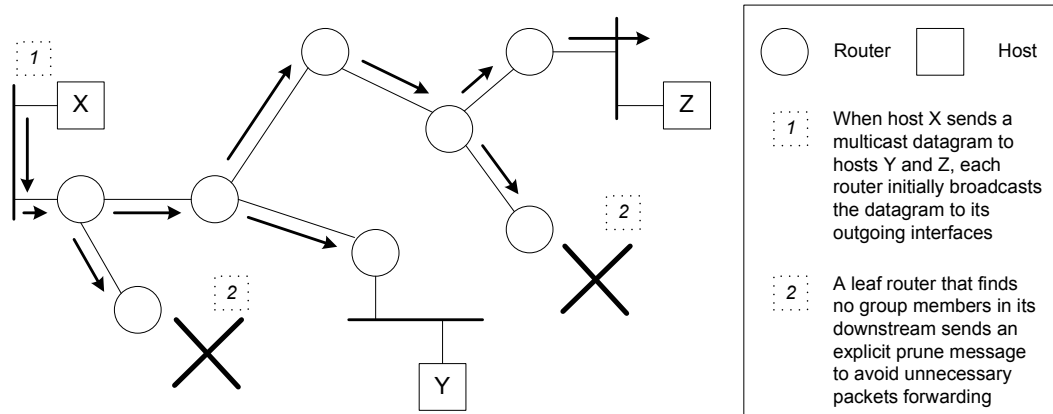 1
X
Z
2
2
Y
Router
Host
1
When host X sends a
multicast datagram to
hosts Y and Z, each
router initially broadcasts
the datagram to its
outgoing interfaces
2
A leaf router that finds
no group members in its
downstream sends an
explicit prune message
to avoid unnecessary
packets forwarding